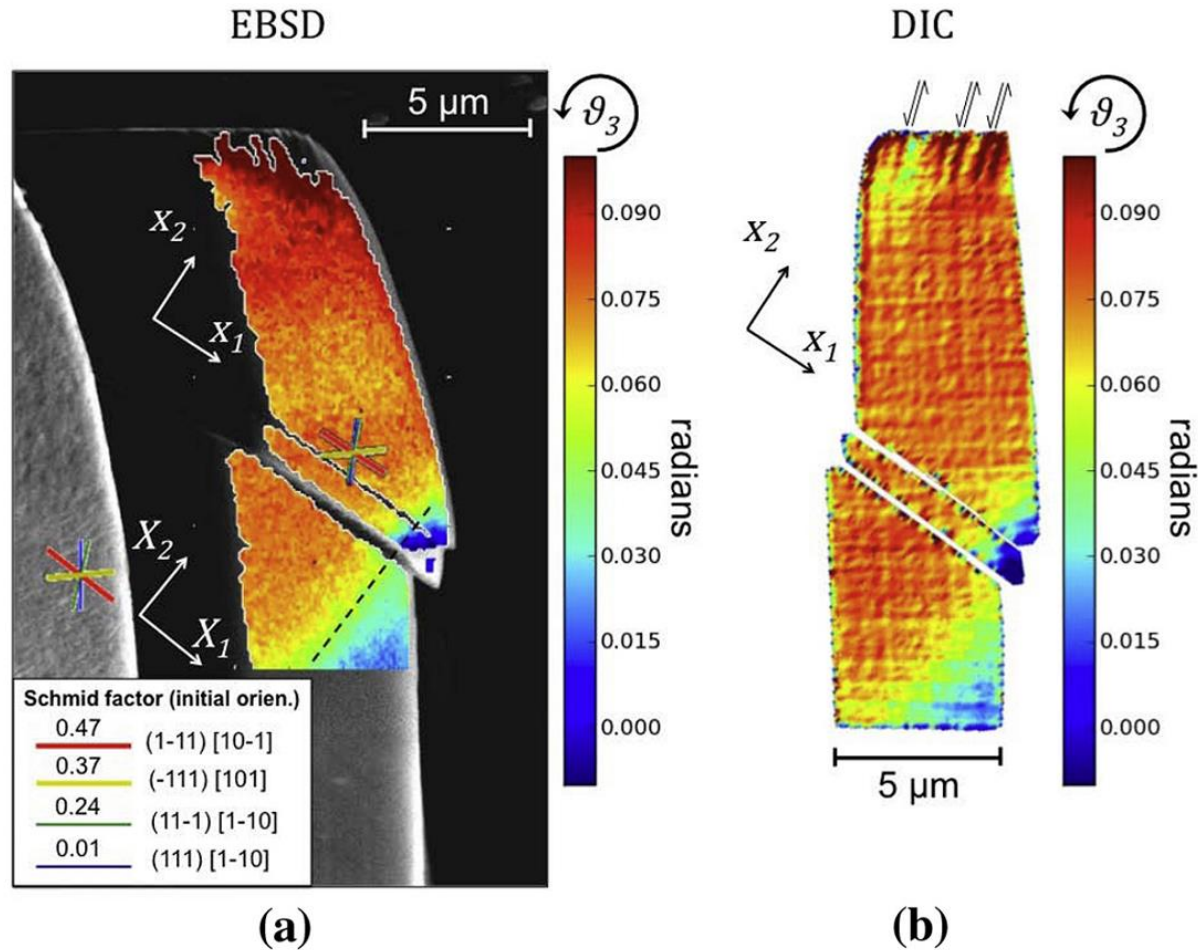 EBSD
DIC
5 μm
ϑ3
ϑ3
0.090
0.075
0.060
0.045
0.030
0.015
0.000
radians
0.090
0.075
0.060
0.045
0.030
0.015
0.000
radians
x2
x1
x2
x1
X2
X1
Schmid factor (initial orien.)
0.47 (1-11) [10-1]
0.37 (-111) [101]
0.24 (11-1) [1-10]
0.01 (111) [1-10]
5 μm
(a)
(b)